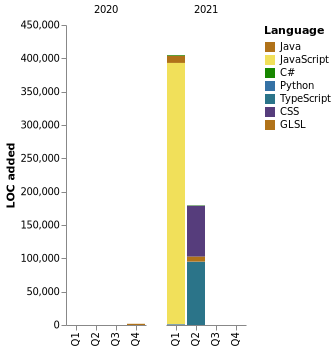 2020 2021
Language
Java
JavaScript
C#
Python
TypeScript
CSS
GLSL
LOC added
450,000
400,000
350,000
300,000
250,000
200,000
150,000
100,000
50,000
0
Q1 Q2 Q3 Q4 Q1 Q2 Q3 Q4